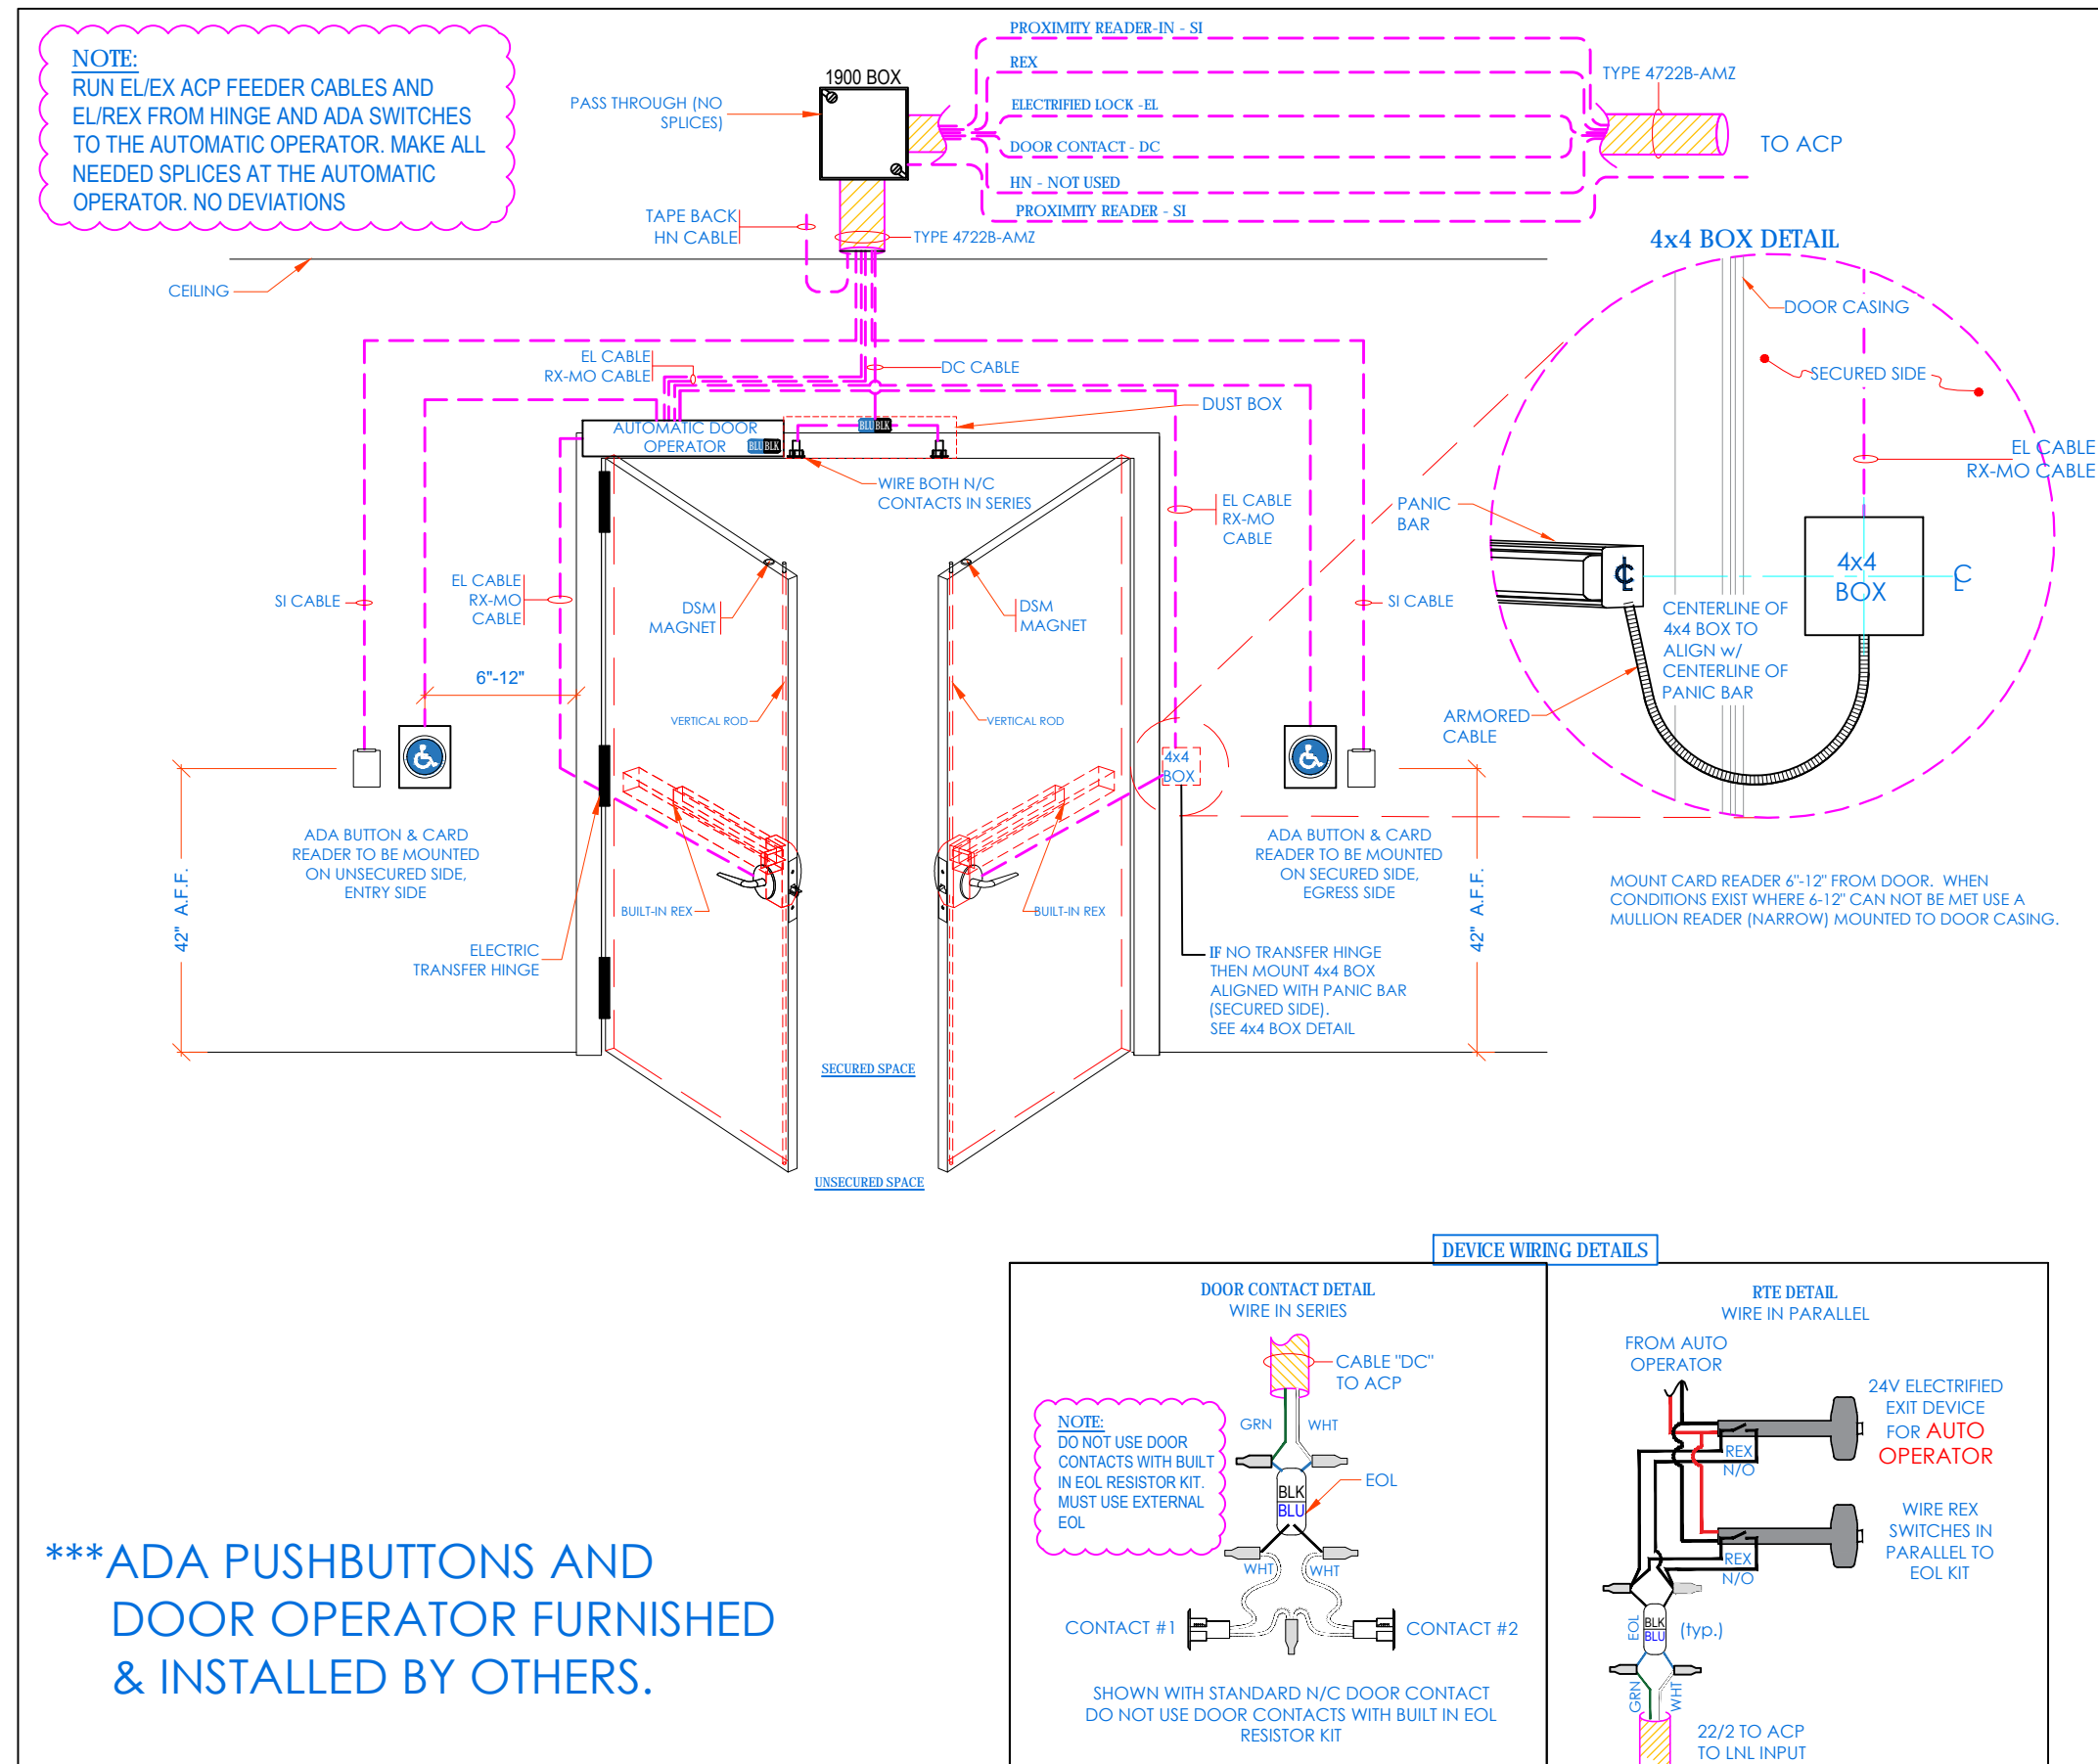 NOTE:
RUN EL/EX ACP FEEDER CABLES AND
EL/REX FROM HINGE AND ADA SWITCHES
TO THE AUTOMATIC OPERATOR. MAKE ALL
NEEDED SPLICES AT THE AUTOMATIC
OPERATOR. NO DEVIATIONS
1900 BOX
PASS THROUGH (NO
SPLICES)
PROXIMITY READER-IN - SI
REX
ELECTRIFIED LOCK -EL
DOOR CONTACT - DC
HN - NOT USED
PROXIMITY READER - SI
TYPE 4722B-AMZ
TO ACP
TAPE BACK
HN CABLE
TYPE 4722B-AMZ
CEILING
EL CABLE
RX-MO CABLE
DC CABLE
DUST BOX
AUTOMATIC DOOR
OPERATOR
BLU BLK
BLU BLK
WIRE BOTH N/C
CONTACTS IN SERIES
EL CABLE
RX-MO
CABLE
SI CABLE
EL CABLE
RX-MO
CABLE
DSM
MAGNET
DSM
MAGNET
SI CABLE
6"-12"
VERTICAL ROD
VERTICAL ROD
4x4
BOX
42" A.F.F.
ADA BUTTON & CARD
READER TO BE MOUNTED
ON UNSECURED SIDE,
ENTRY SIDE
BUILT-IN REX
BUILT-IN REX
ADA BUTTON & CARD
READER TO BE MOUNTED
ON SECURED SIDE,
EGRESS SIDE
42" A.F.F.
ELECTRIC
TRANSFER HINGE
IF NO TRANSFER HINGE
THEN MOUNT 4x4 BOX
ALIGNED WITH PANIC BAR
(SECURED SIDE).
SEE 4x4 BOX DETAIL
SECURED SPACE
UNSECURED SPACE
4x4 BOX DETAIL
DOOR CASING
SECURED SIDE
EL CABLE
RX-MO CABLE
PANIC
BAR
CL
4x4
BOX
CL
CENTERLINE OF
4x4 BOX TO
ALIGN w/
CENTERLINE OF
PANIC BAR
ARMORED
CABLE
MOUNT CARD READER 6"-12" FROM DOOR. WHEN
CONDITIONS EXIST WHERE 6-12" CAN NOT BE MET USE A
MULLION READER (NARROW) MOUNTED TO DOOR CASING.
***ADA PUSHBUTTONS AND
DOOR OPERATOR FURNISHED
& INSTALLED BY OTHERS.
DEVICE WIRING DETAILS
DOOR CONTACT DETAIL
WIRE IN SERIES
CABLE "DC"
TO ACP
NOTE:
DO NOT USE DOOR
CONTACTS WITH BUILT
IN EOL RESISTOR KIT.
MUST USE EXTERNAL
EOL
GRN
WHT
EOL
BLK
BLU
WHT
WHT
CONTACT #1
CONTACT #2
SHOWN WITH STANDARD N/C DOOR CONTACT
DO NOT USE DOOR CONTACTS WITH BUILT IN EOL
RESISTOR KIT
RTE DETAIL
WIRE IN PARALLEL
FROM AUTO
OPERATOR
24V ELECTRIFIED
EXIT DEVICE
FOR AUTO
OPERATOR
REX
N/O
WIRE REX
SWITCHES IN
PARALLEL TO
EOL KIT
REX
N/O
EOL
BLK
BLU
(typ.)
GRN
WHT
22/2 TO ACP
TO LNL INPUT